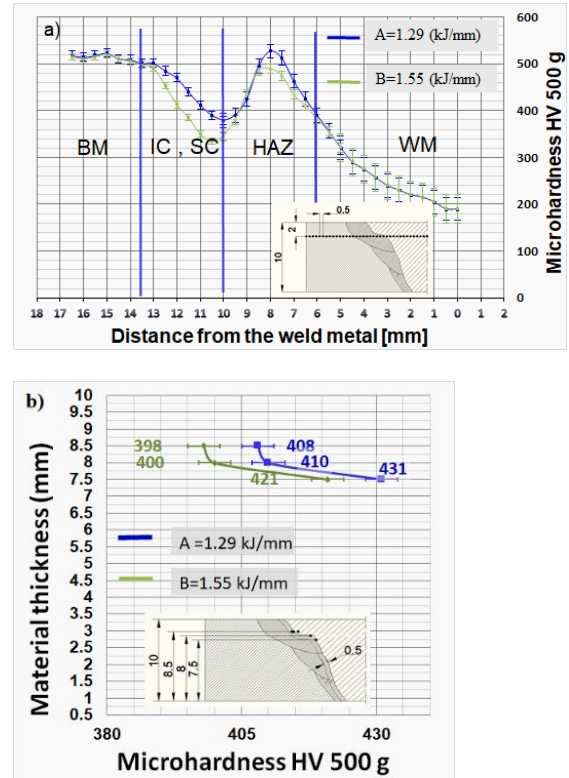 a)
A=1.29 (kJ/mm)
B=1.55 (kJ/mm)
BM
IC , SC
HAZ
WM
0.5
2
10
600
500
400
300
200
100
0
Microhardness HV 500 g
18 17 16 15 14 13 12 11 10 9 8 7 6 5 4 3 2 1 0 1 2
Distance from the weld metal [mm]
b)
10
9.5
9
8.5
8
7.5
7
6.5
6
5.5
5
4.5
4
3.5
3
2.5
2
1.5
1
0.5
Material thickness (mm)
398 408
400 410
421 431
A =1.29 kJ/mm
B=1.55 kJ/mm
10
8.5
8
7.5
0.5
380 405 430
Microhardness HV 500 g